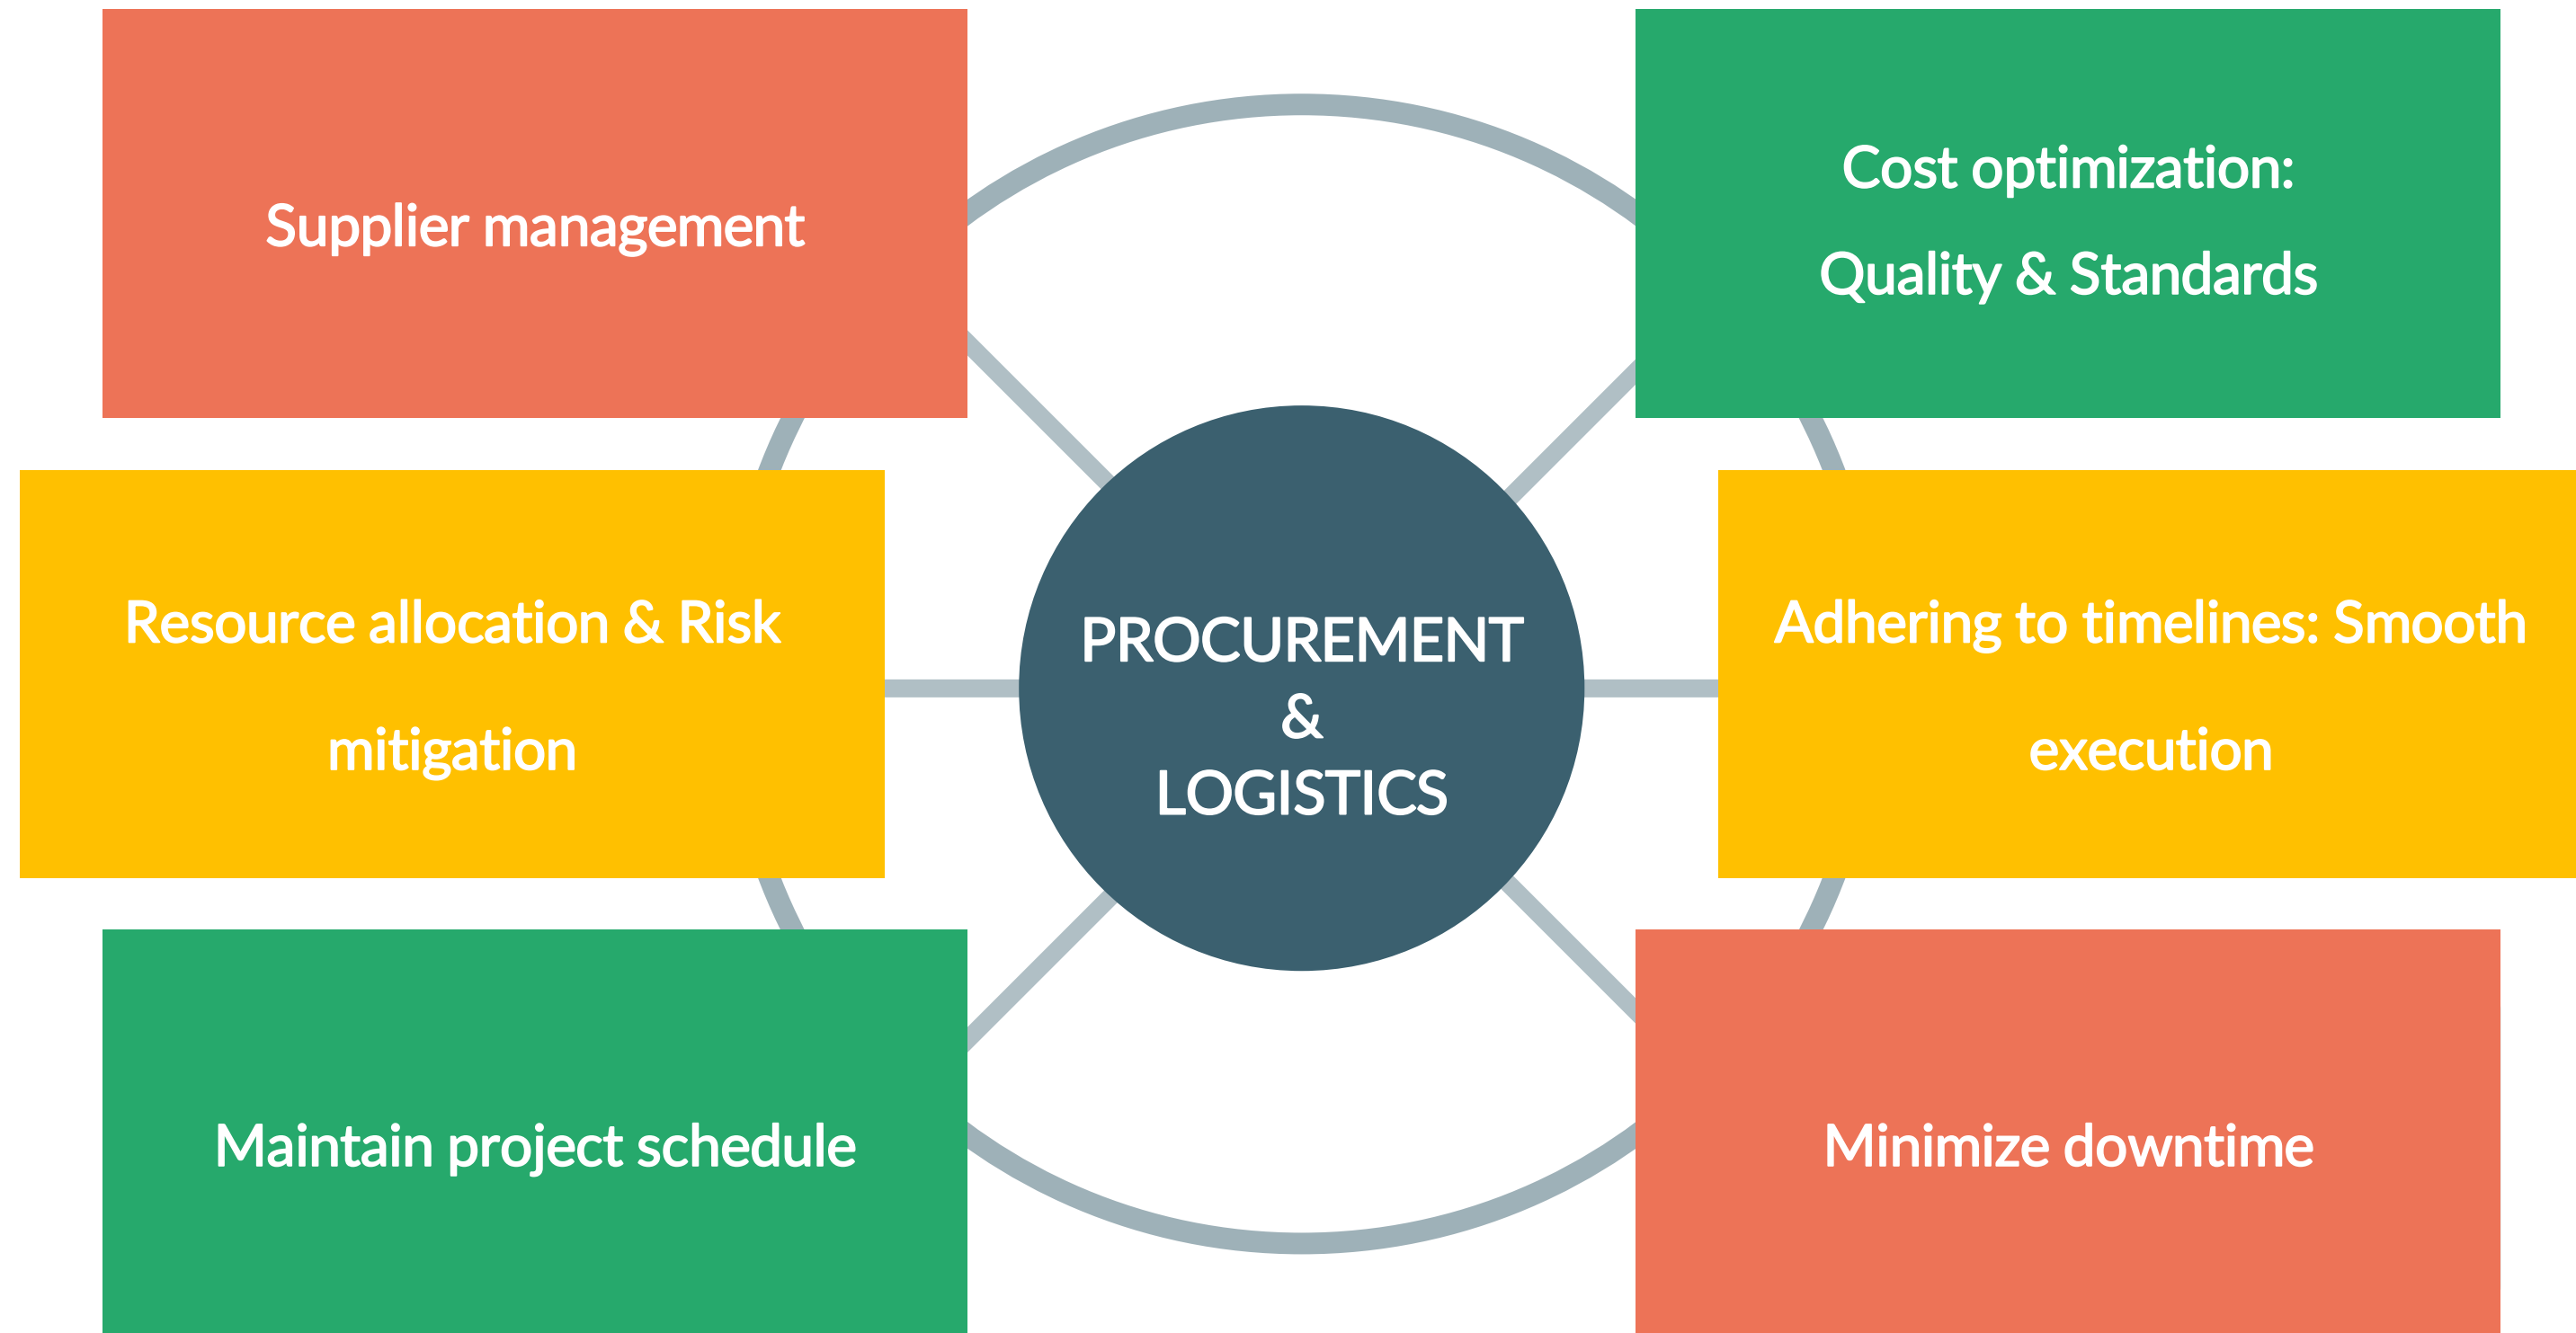 Supplier management
Cost optimization:
Quality & Standards
Resource allocation & Risk
mitigation
PROCUREMENT
&
LOGISTICS
Adhering to timelines: Smooth
execution
Maintain project schedule
Minimize downtime